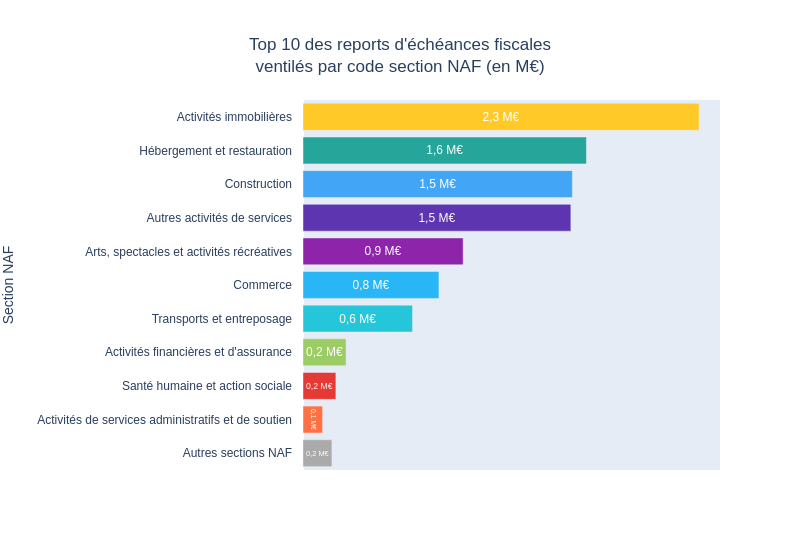 Top 10 des reports d'échéances fiscales
ventilés par code section NAF (en M€)
Section NAF
Activités immobilières 2,3 M€
Hébergement et restauration 1,6 M€
Construction 1,5 M€
Autres activités de services 1,5 M€
Arts, spectacles et activités récréatives 0,9 M€
Commerce 0,8 M€
Transports et entreposage 0,6 M€
Activités financières et d'assurance 0,2 M€
Santé humaine et action sociale 0,2 M€
Activités de services administratifs et de soutien 0,1 M€
Autres sections NAF 0,2 M€